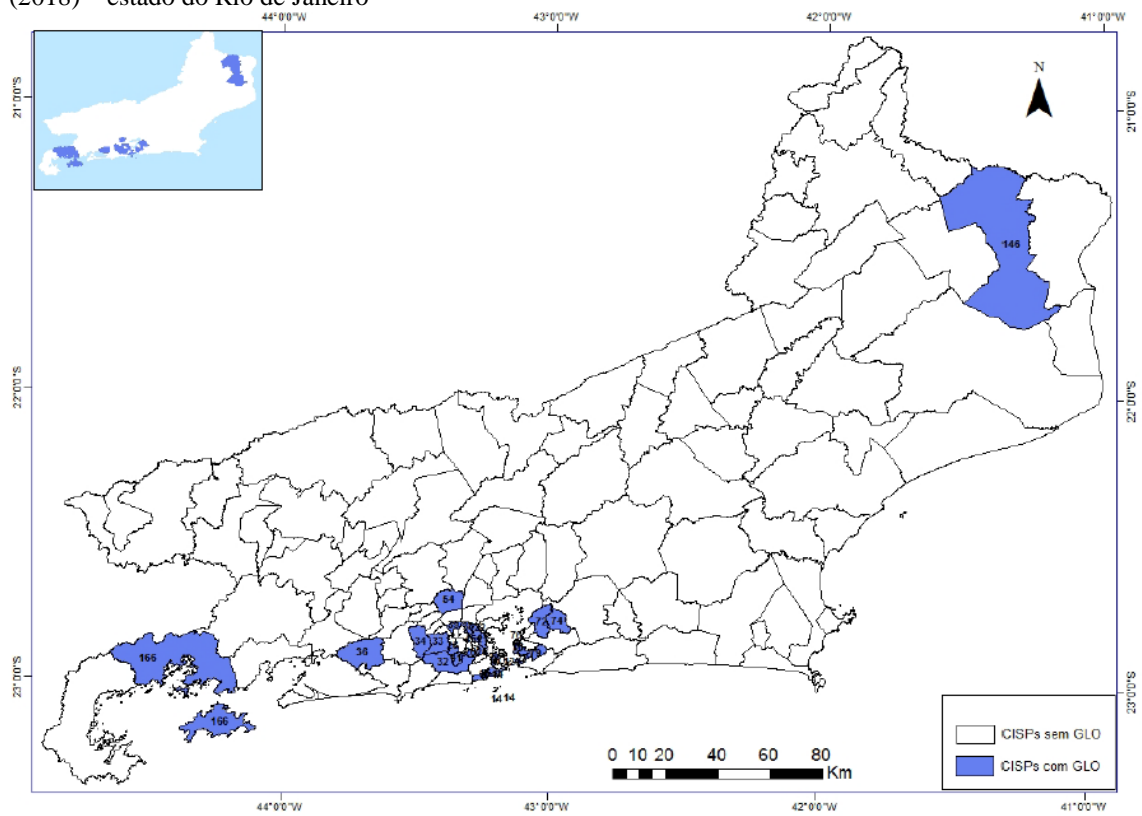 (2018) – estado do Rio de Janeiro
44°0'0"W 43°0'0"W 42°0'0"W 41°0'0"W
N
21°0'0"S 21°0'0"S
146
22°0'0"S 22°0'0"S
64
72 74
34 33
36 32
166
23°0'0"S 23°0'0"S
166
14 14
CISPs sem GLO
0 10 20 40 60 80
Km
CISPs com GLO
44°0'0"W 43°0'0"W 42°0'0"W 41°0'0"W